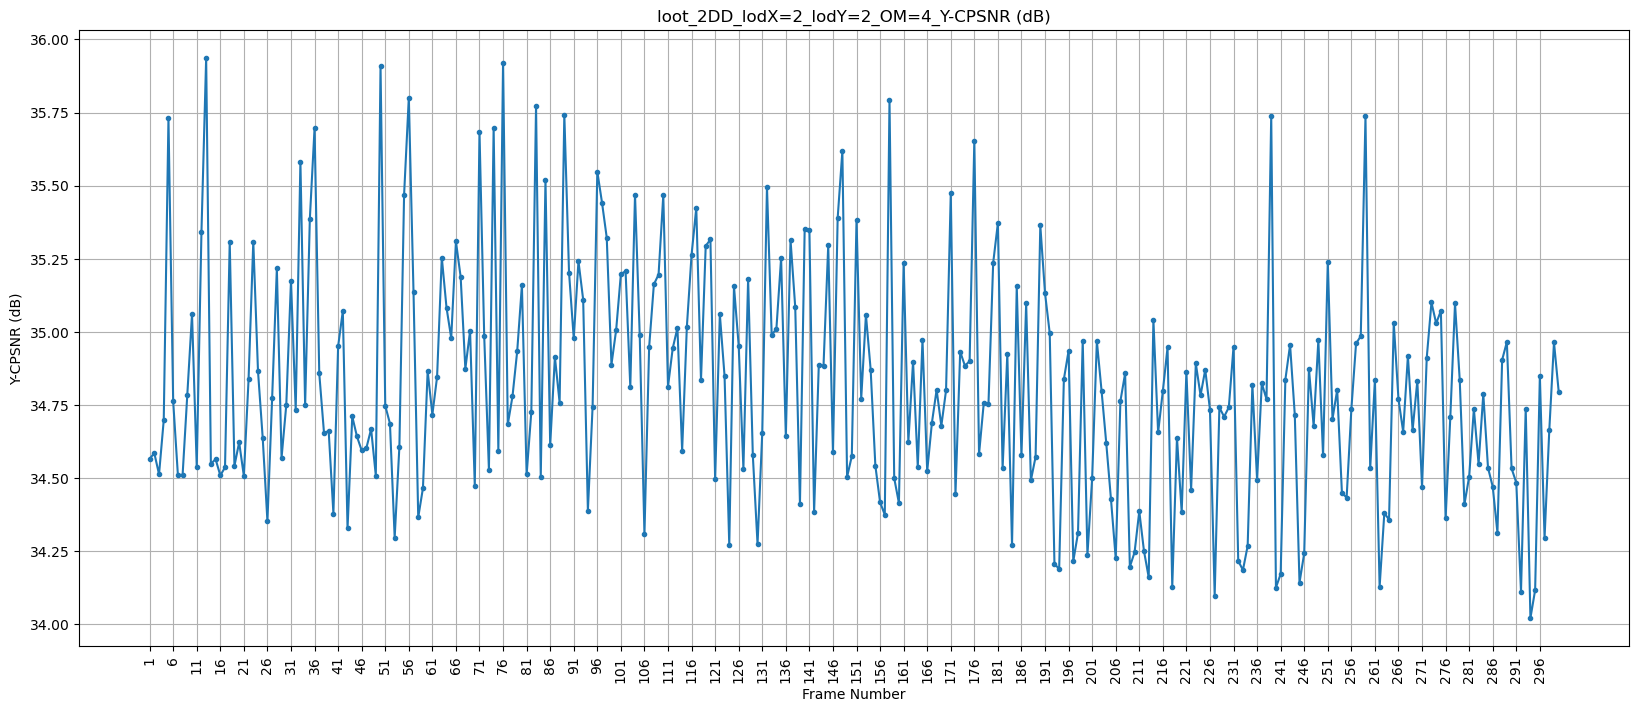 loot_2DD_lodX=2_lodY=2_OM=4_Y-CPSNR (dB)
Y-CPSNR (dB)
36.00
35.75
35.50
35.25
35.00
34.75
34.50
34.25
34.00
1 6 11 16 21 26 31 36 41 46 51 56 61 66 71 76 81 86 91 96 101 106 111 116 121 126 131 136 141 146 151 156 161 166 171 176 181 186 191 196 201 206 211 216 221 226 231 236 241 246 251 256 261 266 271 276 281 286 291 296
Frame Number